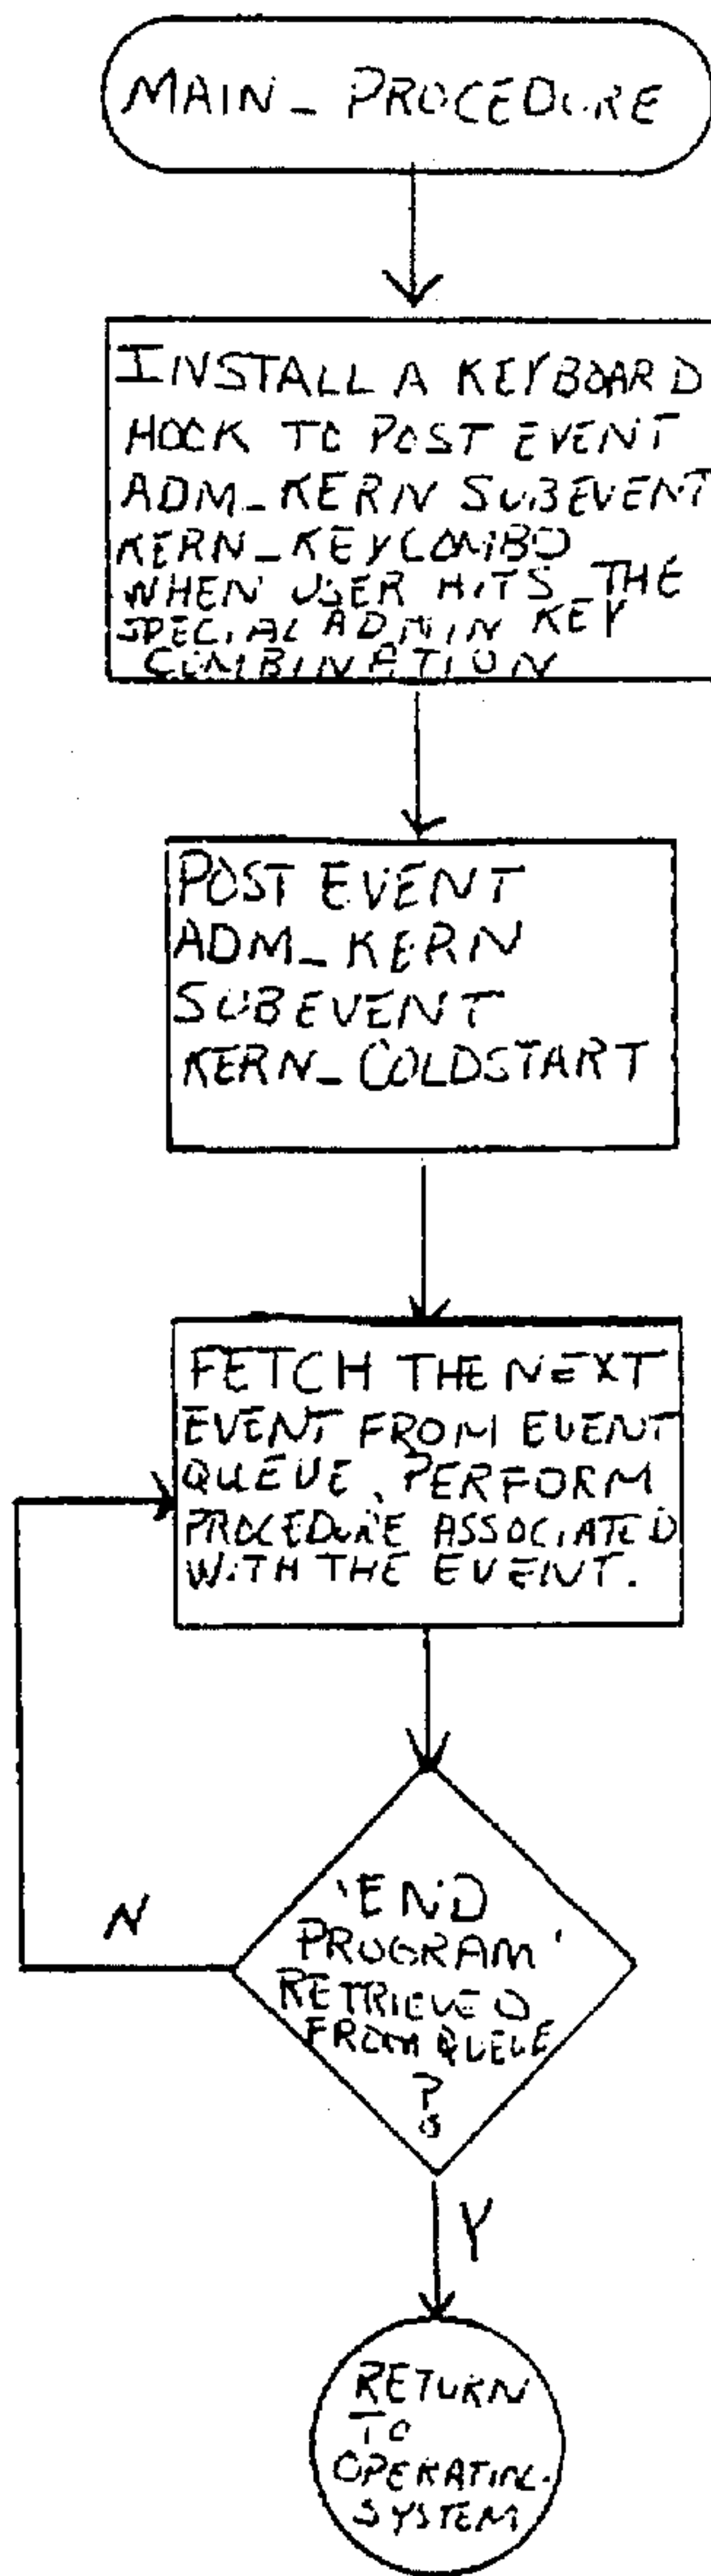 MAIN_ PROCEDURE
INSTALL A KEYBOARD
HOOK TO POST EVENT
ADM_KERN SUBEVENT
KERN_KEYCOMBO
WHEN USER HITS THE
SPECIAL ADMIN KEY
COMBINATION
POST EVENT
ADM_KERN
SUBEVENT
KERN_COLDSTART
FETCH THE NEXT
EVENT FROM EVENT
QUEUE. PERFORM
PROCEDURE ASSOCIATED
WITH THE EVENT.
N
'END
PROGRAM'
RETRIEVED
FROM QUEUE
?
Y
RETURN
TO
OPERATING
SYSTEM